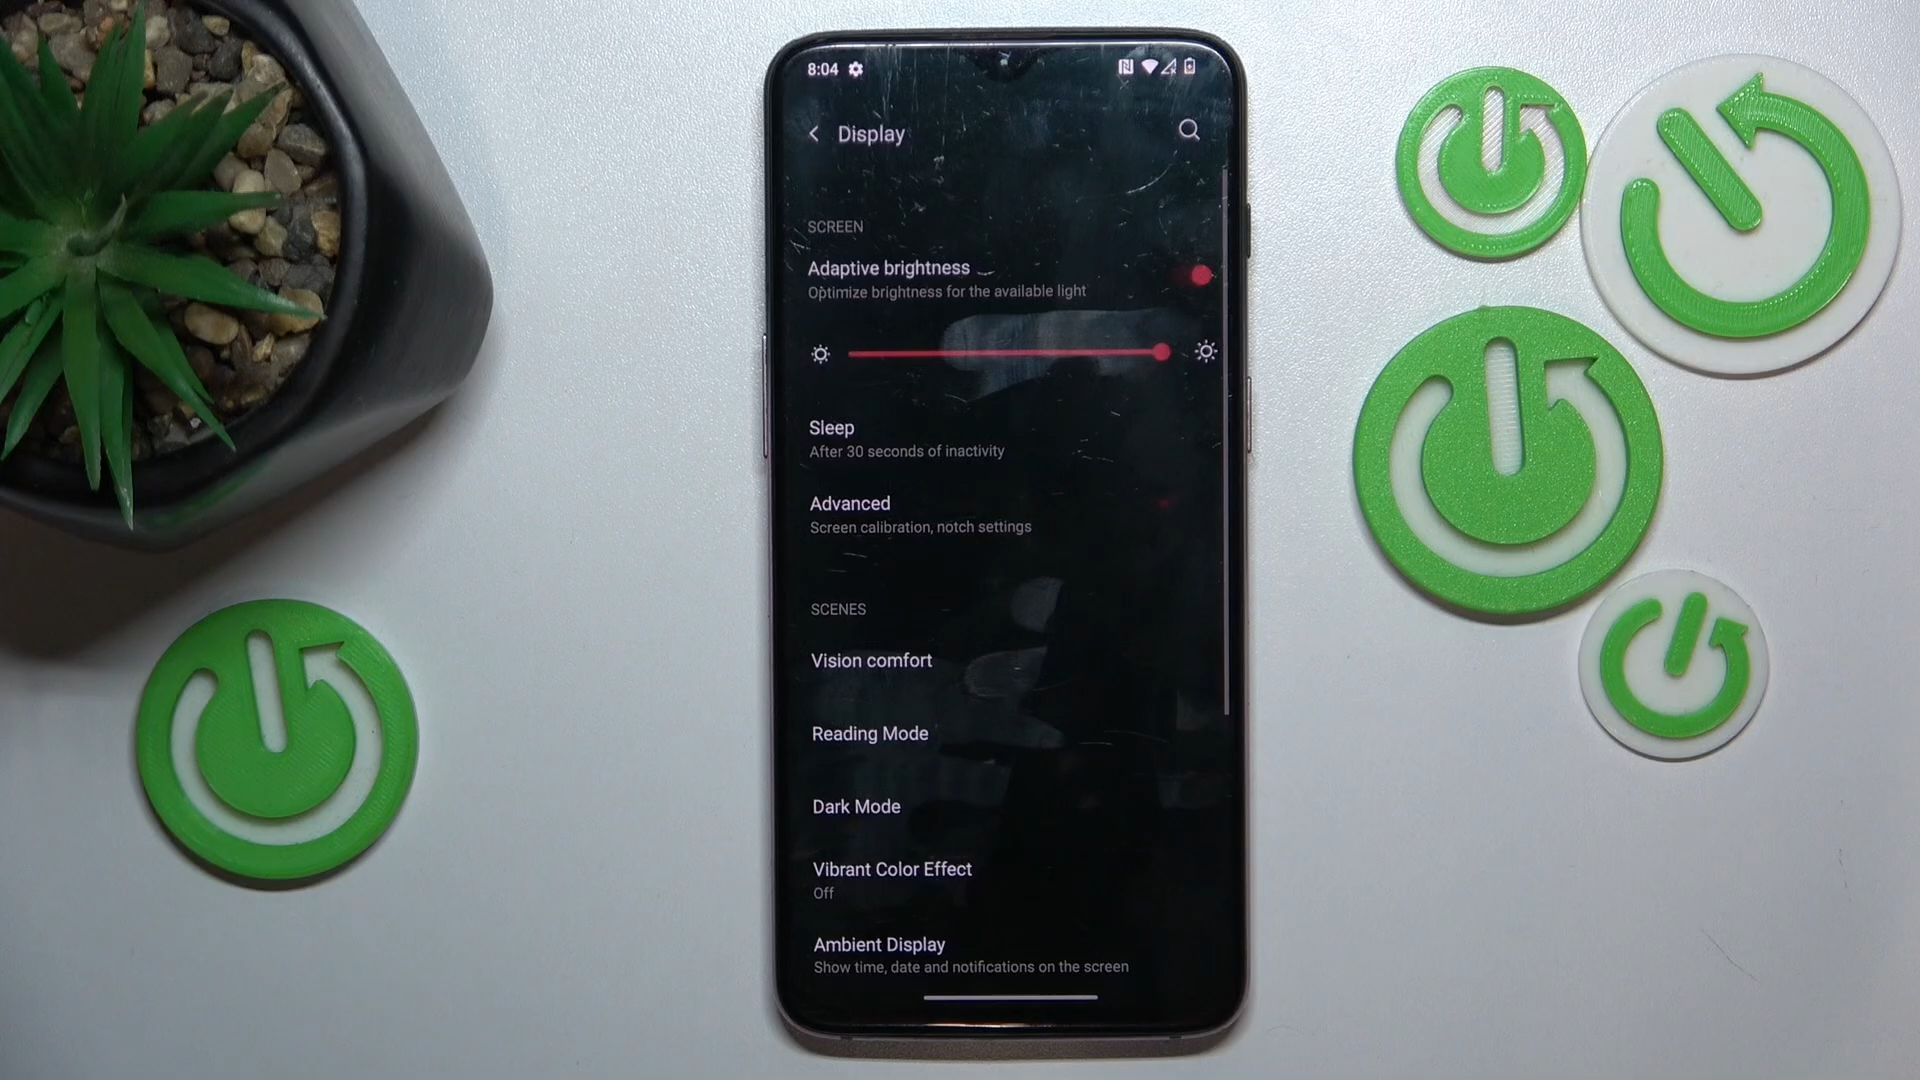 8:04
Display
SCREEN
Adaptive brightness
Optimize brightness for the available light
Sleep
After 30 seconds of inactivity
Advanced
Screen calibration, notch settings
SCENES
Vision comfort
Reading Mode
Dark Mode
Vibrant Color Effect
Off
Ambient Display
Show time, date and notifications on the screen